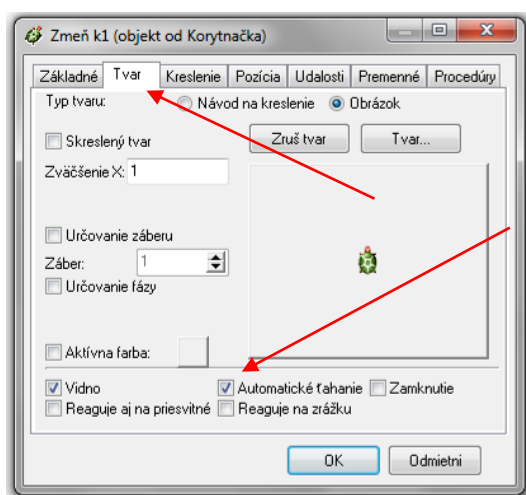 Zmeň k1 (objekt od Korytnačka)
Základné Tvar Kreslenie Pozícia Udalosti Premenné Procedúry
Typ tvaru: Návod na kreslenie Obrázok
Skreslený tvar Zruš tvar Tvar...
Zväčšenie X: 1
Určovanie záberu
Záber: 1
Určovanie fázy
Aktívna farba:
Vidno Automatické ťahanie Zamknutie
Reaguje aj na priesvitné Reaguje na zrážku
OK Odmietni